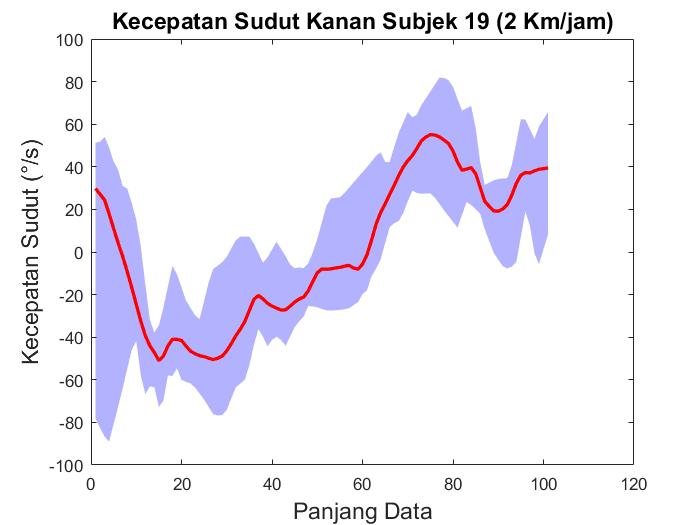 Kecepatan Sudut Kanan Subjek 19 (2 Km/jam)
Kecepatan Sudut (°/s)
100
80
60
40
20
0
-20
-40
-60
-80
-100
0 20 40 60 80 100 120
Panjang Data